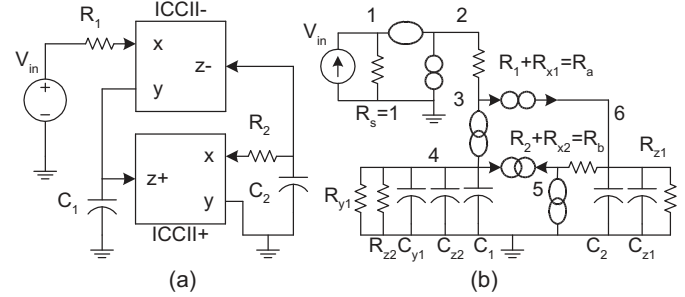 ICCII-
R1
x
Vin
z-
y
R2
x
z+
y
C1
C2
ICCII+
(a)
1
2
Vin
R1+Rx1=Ra
3
6
Rs=1
R2+Rx2=Rb
4
Rz1
5
Ry1
Rz2
Cy1
Cz2
C1
C2
Cz1
(b)